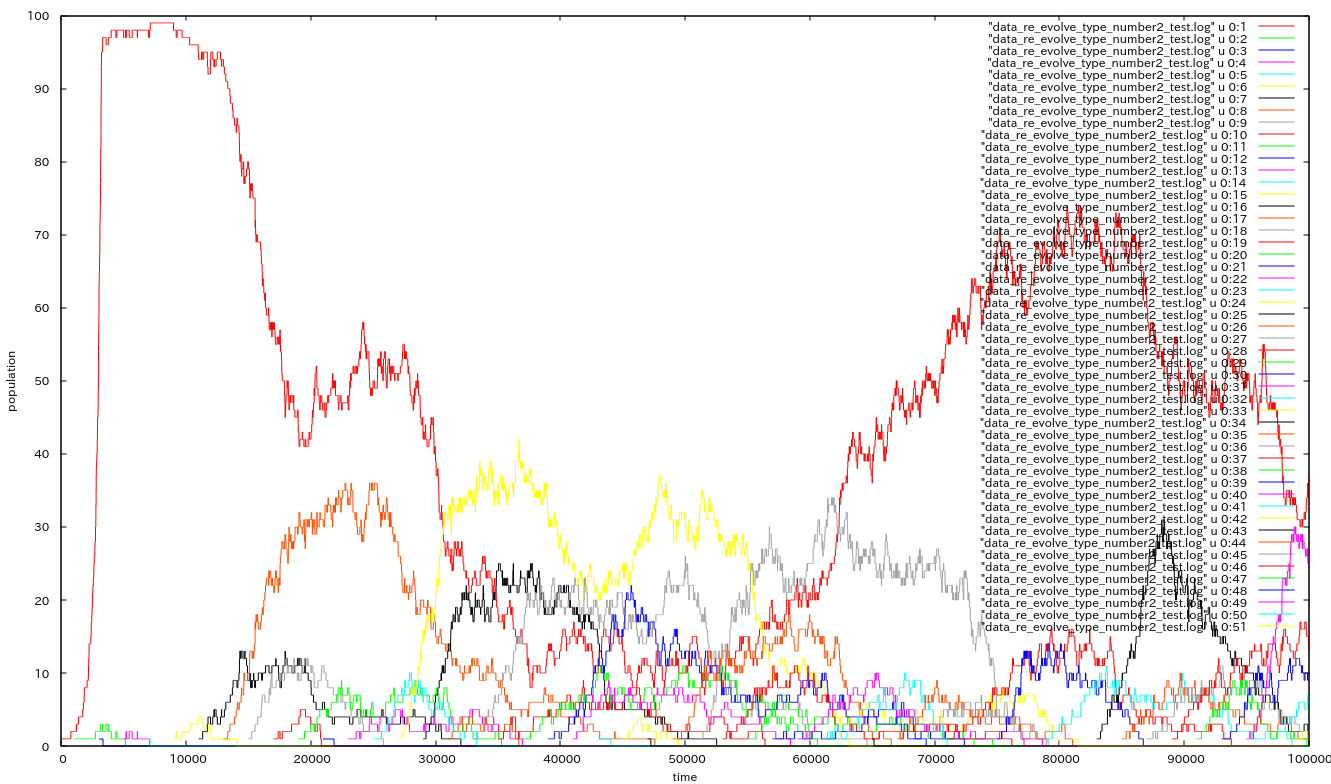 100
90
80
70
60
50
40
30
20
10
0
population
0
10000
20000
30000
40000
50000
60000
70000
80000
90000
100000
time
"data_re_evolve_type_number2_test.log" u 0:1
"data_re_evolve_type_number2_test.log" u 0:2
"data_re_evolve_type_number2_test.log" u 0:3
"data_re_evolve_type_number2_test.log" u 0:4
"data_re_evolve_type_number2_test.log" u 0:5
"data_re_evolve_type_number2_test.log" u 0:6
"data_re_evolve_type_number2_test.log" u 0:7
"data_re_evolve_type_number2_test.log" u 0:8
"data_re_evolve_type_number2_test.log" u 0:9
"data_re_evolve_type_number2_test.log" u 0:10
"data_re_evolve_type_number2_test.log" u 0:11
"data_re_evolve_type_number2_test.log" u 0:12
"data_re_evolve_type_number2_test.log" u 0:13
"data_re_evolve_type_number2_test.log" u 0:14
"data_re_evolve_type_number2_test.log" u 0:15
"data_re_evolve_type_number2_test.log" u 0:16
"data_re_evolve_type_number2_test.log" u 0:17
"data_re_evolve_type_number2_test.log" u 0:18
"data_re_evolve_type_number2_test.log" u 0:19
"data_re_evolve_type_number2_test.log" u 0:20
"data_re_evolve_type_number2_test.log" u 0:21
"data_re_evolve_type_number2_test.log" u 0:22
"data_re_evolve_type_number2_test.log" u 0:23
"data_re_evolve_type_number2_test.log" u 0:24
"data_re_evolve_type_number2_test.log" u 0:25
"data_re_evolve_type_number2_test.log" u 0:26
"data_re_evolve_type_number2_test.log" u 0:27
"data_re_evolve_type_number2_test.log" u 0:28
"data_re_evolve_type_number2_test.log" u 0:29
"data_re_evolve_type_number2_test.log" u 0:30
"data_re_evolve_type_number2_test.log" u 0:31
"data_re_evolve_type_number2_test.log" u 0:32
"data_re_evolve_type_number2_test.log" u 0:33
"data_re_evolve_type_number2_test.log" u 0:34
"data_re_evolve_type_number2_test.log" u 0:35
"data_re_evolve_type_number2_test.log" u 0:36
"data_re_evolve_type_number2_test.log" u 0:37
"data_re_evolve_type_number2_test.log" u 0:38
"data_re_evolve_type_number2_test.log" u 0:39
"data_re_evolve_type_number2_test.log" u 0:40
"data_re_evolve_type_number2_test.log" u 0:41
"data_re_evolve_type_number2_test.log" u 0:42
"data_re_evolve_type_number2_test.log" u 0:43
"data_re_evolve_type_number2_test.log" u 0:44
"data_re_evolve_type_number2_test.log" u 0:45
"data_re_evolve_type_number2_test.log" u 0:46
"data_re_evolve_type_number2_test.log" u 0:47
"data_re_evolve_type_number2_test.log" u 0:48
"data_re_evolve_type_number2_test.log" u 0:49
"data_re_evolve_type_number2_test.log" u 0:50
"data_re_evolve_type_number2_test.log" u 0:51